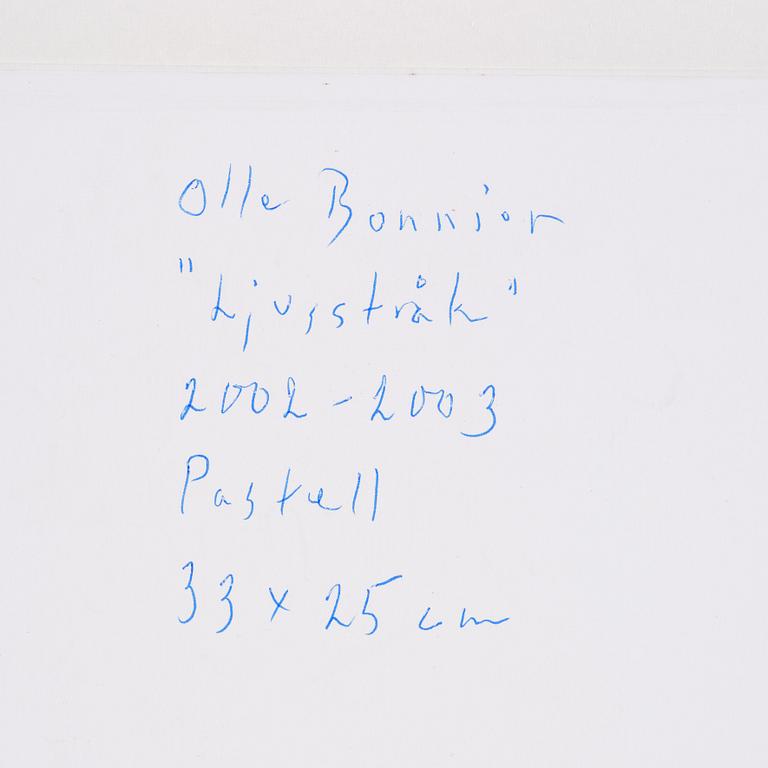 Olle Bonnier
"Ljusstråk"
2002-2003
Pastell
33 x 25 cm